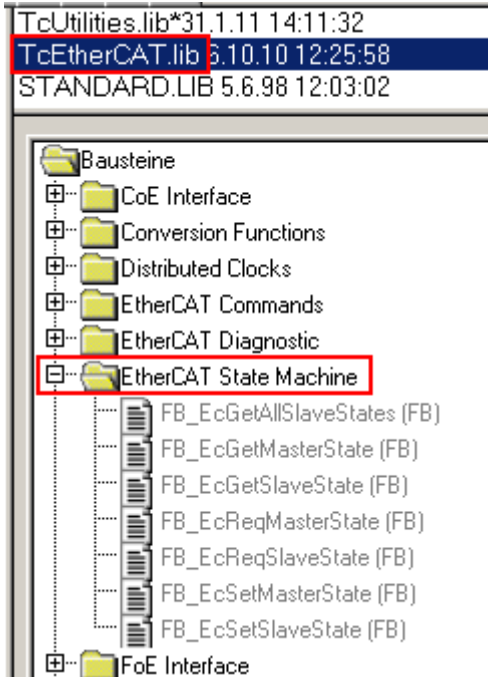 TcUtilities.lib*31.1.11 14:11:32
TcEtherCAT.lib 6.10.10 12:25:58
STANDARD.LIB 5.6.98 12:03:02
Bausteine
CoE Interface
Conversion Functions
Distributed Clocks
EtherCAT Commands
EtherCAT Diagnostic
EtherCAT State Machine
FB_EcGetAllSlaveStates (FB)
FB_EcGetMasterState (FB)
FB_EcGetSlaveState (FB)
FB_EcReqMasterState (FB)
FB_EcReqSlaveState (FB)
FB_EcSetMasterState (FB)
FB_EcSetSlaveState (FB)
FoE Interface